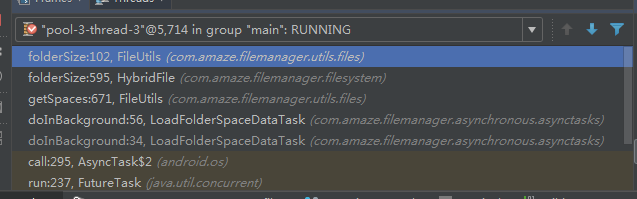 Frames
Threads
"pool-3-thread-3"@5,714 in group "main": RUNNING
folderSize:102, FileUtils (com.amaze.filemanager.utils.files)
folderSize:595, HybridFile (com.amaze.filemanager.filesystem)
getSpaces:671, FileUtils (com.amaze.filemanager.utils.files)
doInBackground:56, LoadFolderSpaceDataTask (com.amaze.filemanager.asynchronous.asynctasks)
doInBackground:34, LoadFolderSpaceDataTask (com.amaze.filemanager.asynchronous.asynctasks)
call:295, AsyncTask$2 (android.os)
run:237, FutureTask (java.util.concurrent)